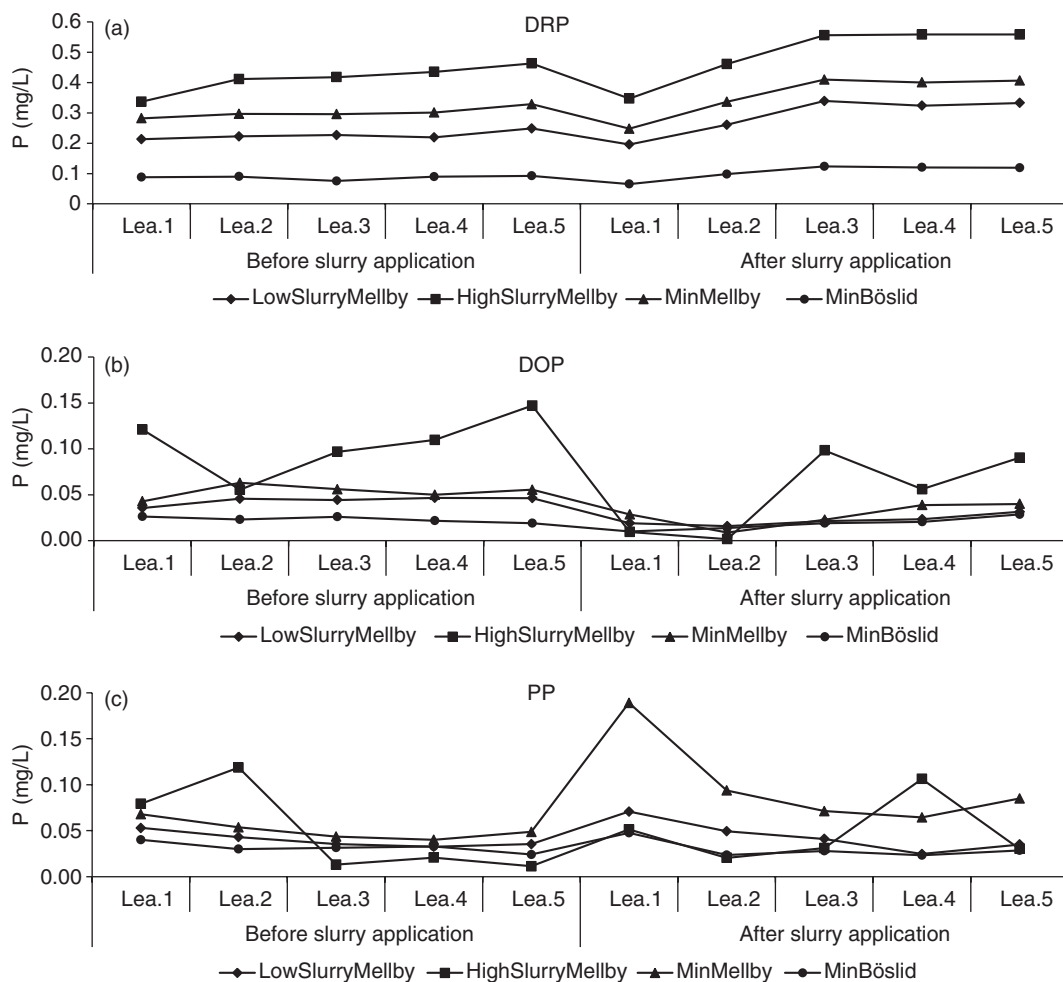 (a) DRP
P (mg/L)
0.6
0.5
0.4
0.3
0.2
0.1
0
Lea.1 Lea.2 Lea.3 Lea.4 Lea.5 Lea.1 Lea.2 Lea.3 Lea.4 Lea.5
Before slurry application After slurry application
LowSlurryMellby HighSlurryMellby MinMellby MinBöslid
(b) DOP
P (mg/L)
0.20
0.15
0.10
0.05
0.00
Lea.1 Lea.2 Lea.3 Lea.4 Lea.5 Lea.1 Lea.2 Lea.3 Lea.4 Lea.5
Before slurry application After slurry application
LowSlurryMellby HighSlurryMellby MinMellby MinBöslid
(c) PP
P (mg/L)
0.20
0.15
0.10
0.05
0.00
Lea.1 Lea.2 Lea.3 Lea.4 Lea.5 Lea.1 Lea.2 Lea.3 Lea.4 Lea.5
Before slurry application After slurry application
LowSlurryMellby HighSlurryMellby MinMellby MinBöslid